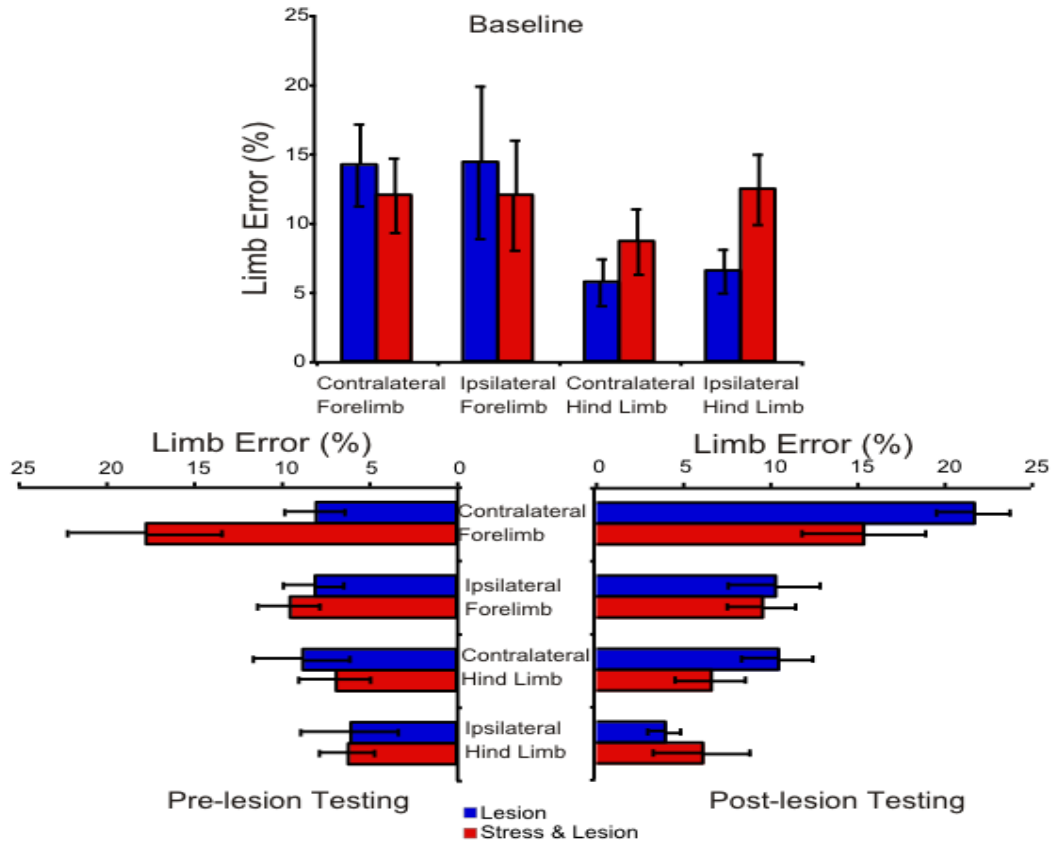 Baseline
Limb Error (%)
25
20
15
10
5
0
Contralateral Ipsilateral Contralateral Ipsilateral
Forelimb Forelimb Hind Limb Hind Limb
Limb Error (%) Limb Error (%)
25 20 15 10 5 0 0 5 10 15 20 25
Contralateral
Forelimb
Ipsilateral
Forelimb
Contralateral
Hind Limb
Ipsilateral
Hind Limb
Pre-lesion Testing Post-lesion Testing
Lesion
Stress & Lesion